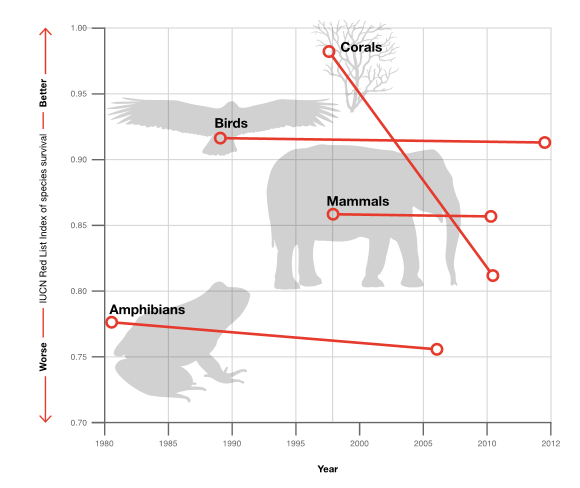 1.00
0.95
0.90
0.85
0.80
0.75
0.70
Worse IUCN Red List Index of species survival Better
Corals
Birds
Mammals
Amphibians
1980 1985 1990 1995 2000 2005 2010 2012
Year